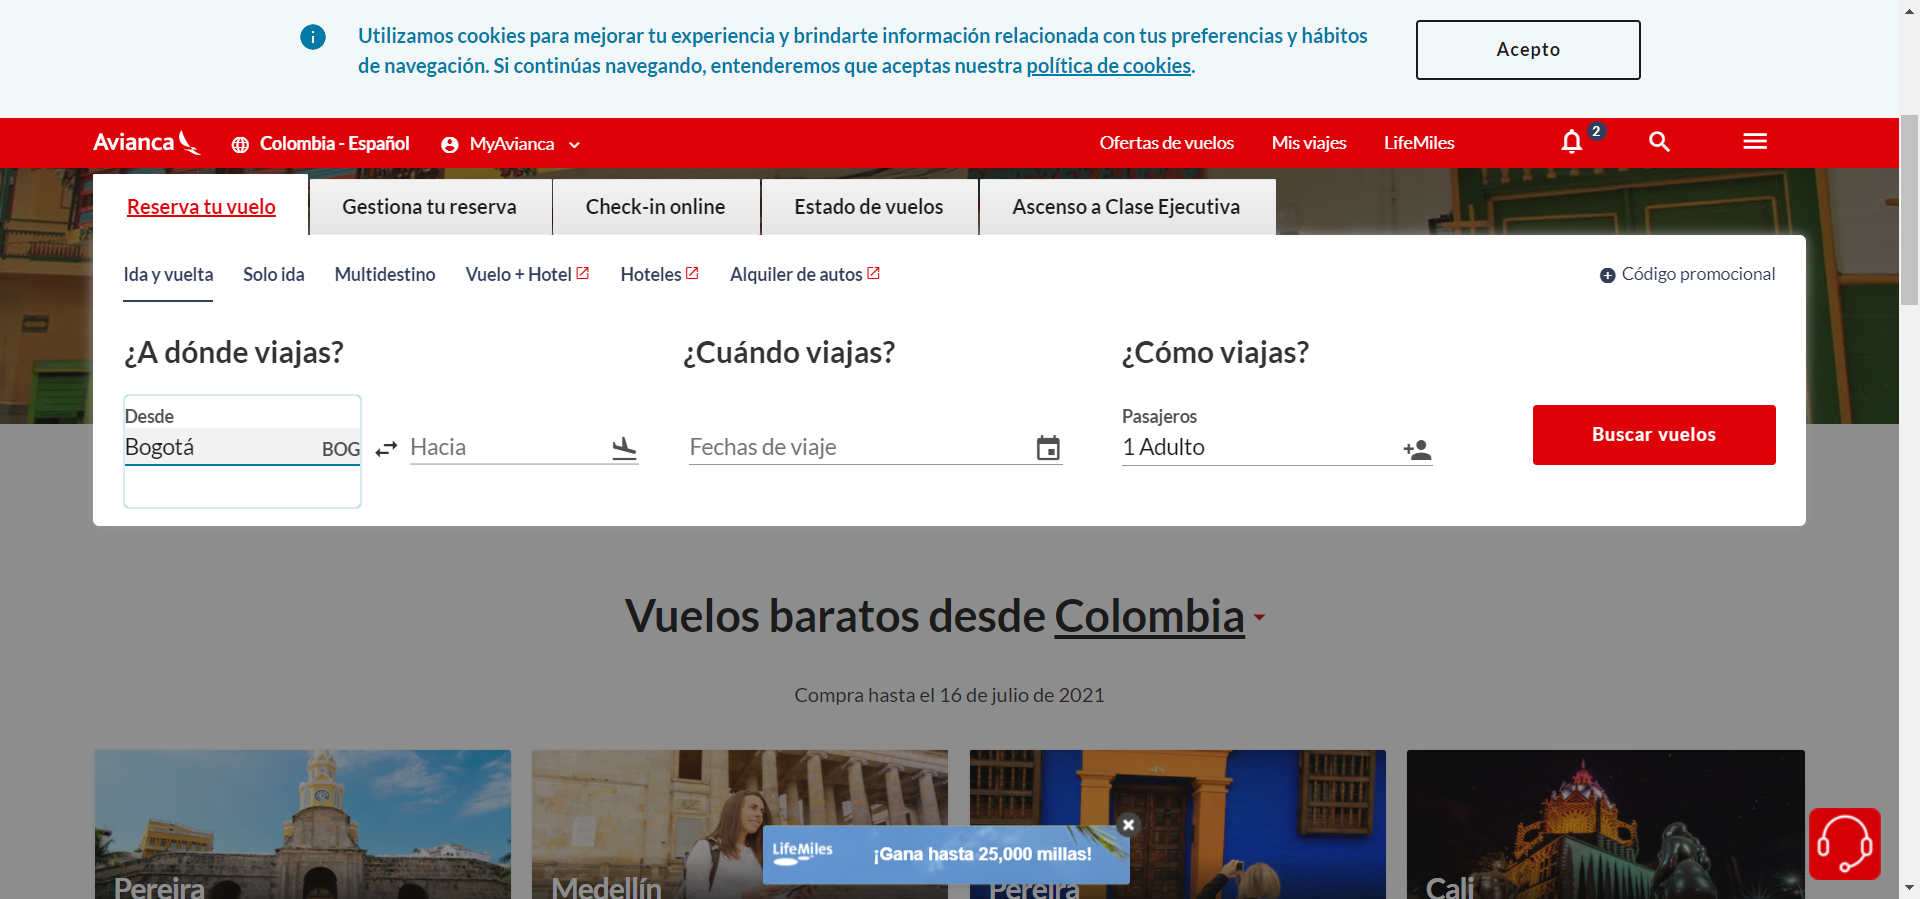 Utilizamos cookies para mejorar tu experiencia y brindarte información relacionada con tus preferencias y hábitos
de navegación. Si continúas navegando, entenderemos que aceptas nuestra política de cookies.
Acepto
Avianca
Colombia - Español
MyAvianca
Ofertas de vuelos
Mis viajes
LifeMiles
2
Reserva tu vuelo
Gestiona tu reserva
Check-in online
Estado de vuelos
Ascenso a Clase Ejecutiva
Ida y vuelta
Solo ida
Multidestino
Vuelo + Hotel
Hoteles
Alquiler de autos
Código promocional
¿A dónde viajas?
¿Cuándo viajas?
¿Cómo viajas?
Desde
Bogotá
BOG
Hacia
Fechas de viaje
Pasajeros
1 Adulto
Buscar vuelos
Vuelos baratos desde Colombia
Compra hasta el 16 de julio de 2021
LifeMiles
¡Gana hasta 25,000 millas!
Pereira
Medellín
Pereira
Cali